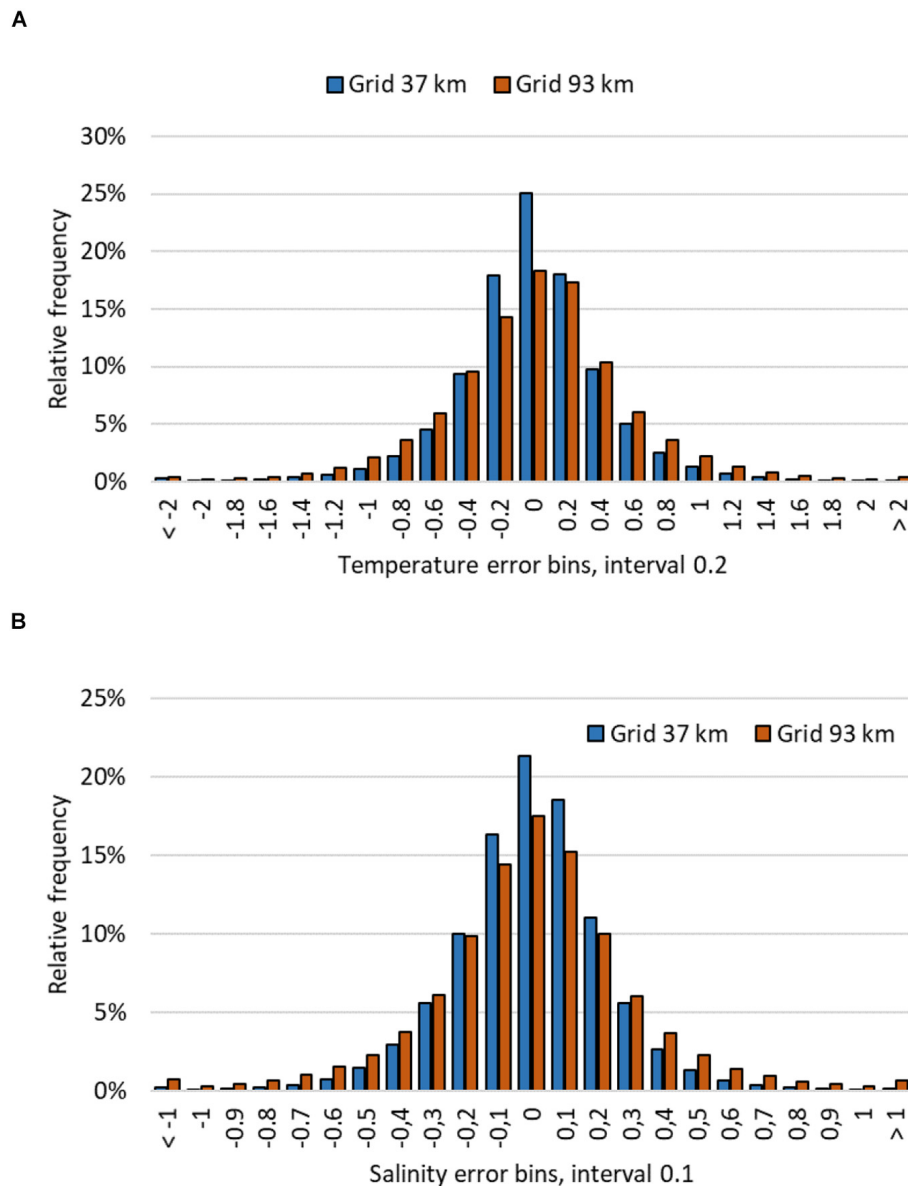 A
Grid 37 km Grid 93 km
30%
25%
20%
15%
10%
5%
0%
Relative frequency
< -2 -2 -1.8 -1.6 -1.4 -1.2 -1 -0.8 -0.6 -0.4 -0.2 0 0.2 0.4 0.6 0.8 1 1.2 1.4 1.6 1.8 2 > 2
Temperature error bins, interval 0.2
B
25%
Grid 37 km Grid 93 km
20%
15%
10%
5%
0%
Relative frequency
< -1 -1 -0.9 -0.8 -0.7 -0.6 -0.5 -0,4 -0,3 -0,2 -0,1 0 0,1 0,2 0,3 0,4 0,5 0,6 0,7 0,8 0,9 1 > 1
Salinity error bins, interval 0.1